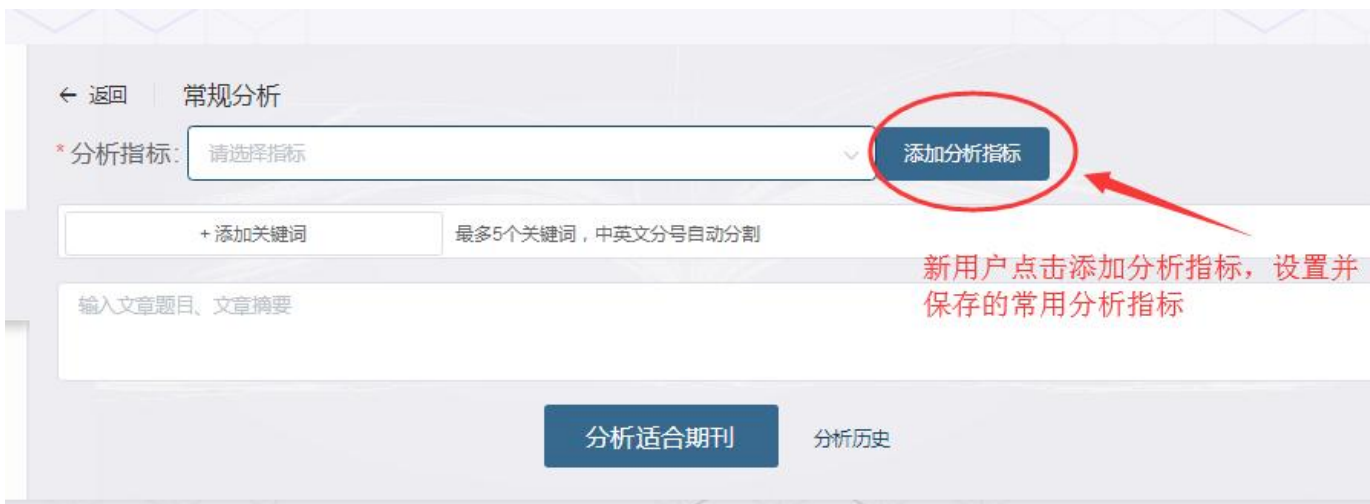 ← 返回 常规分析
*分析指标: 请选择指标 添加分析指标
+ 添加关键词 最多5个关键词，中英文分号自动分割
新用户点击添加分析指标，设置并
保存的常用分析指标
输入文章题目、文章摘要
分析适合期刊 分析历史